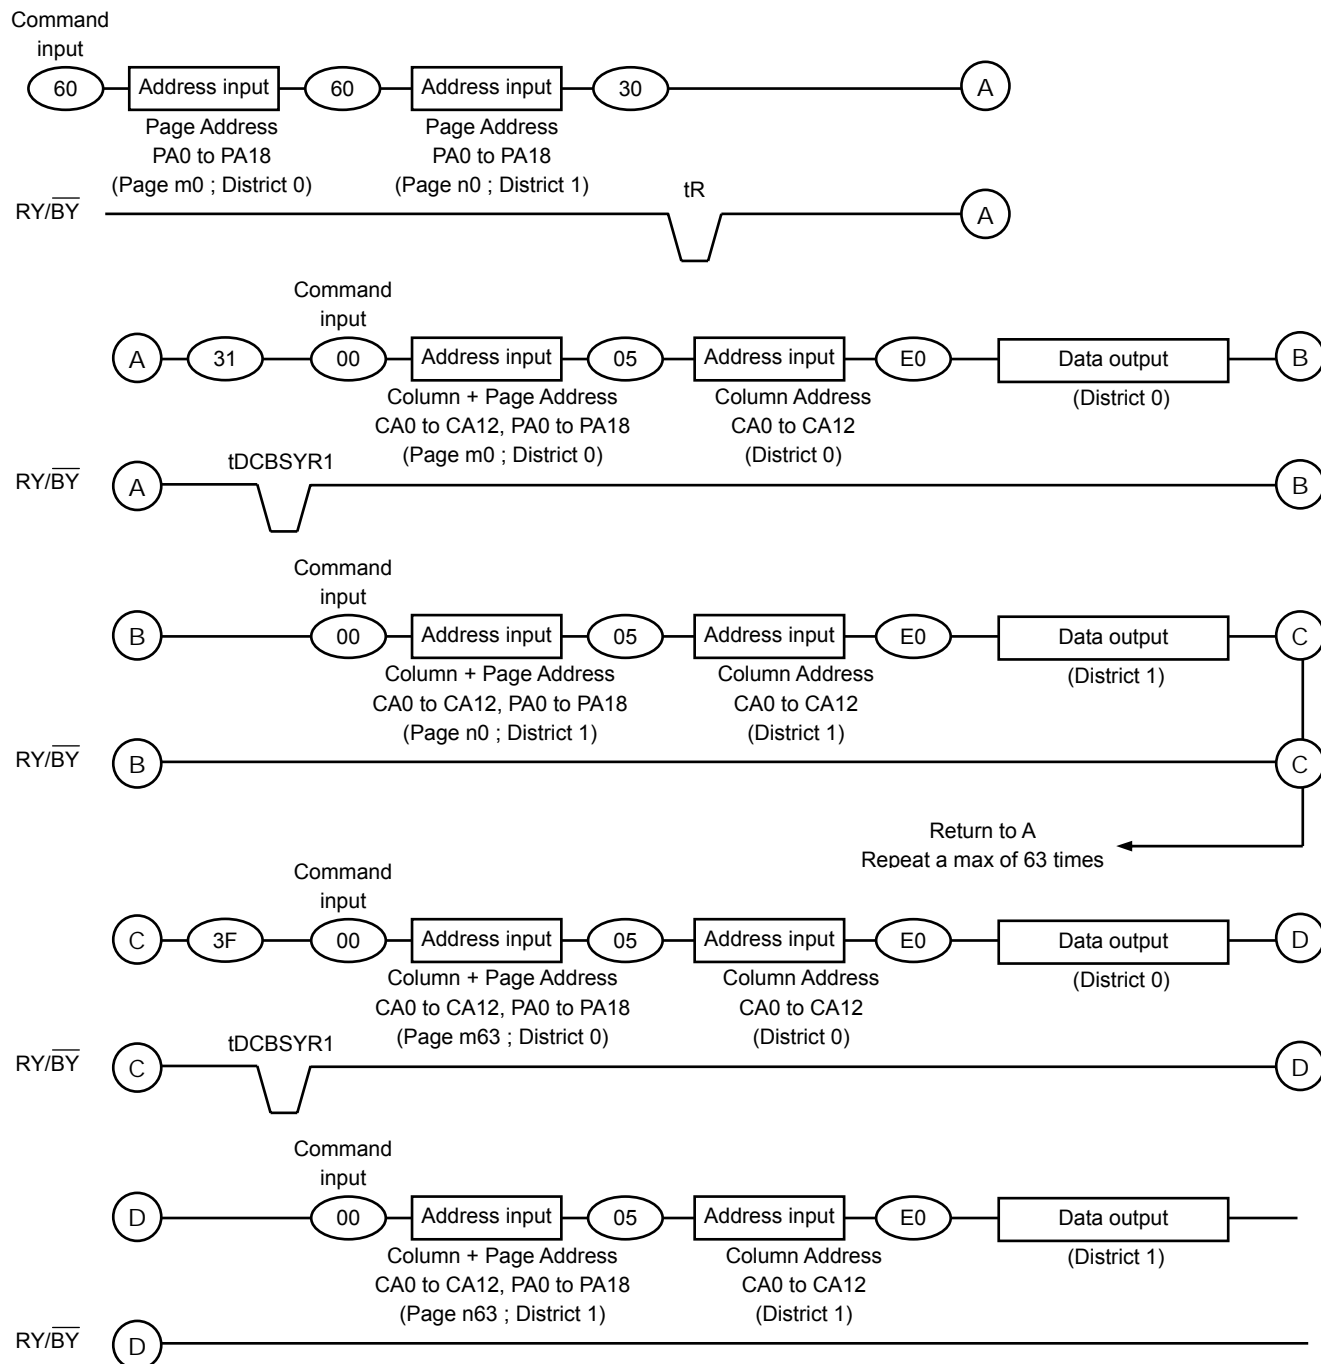 Command
input
60 Address input 60 Address input 30 A
Page Address Page Address
PA0 to PA18 PA0 to PA18
(Page m0 ; District 0) (Page n0 ; District 1)
tR
RY/BY A
Command
input
A 31 00 Address input 05 Address input E0 Data output B
Column + Page Address Column Address (District 0)
CA0 to CA12, PA0 to PA18 CA0 to CA12
(Page m0 ; District 0) (District 0)
tDCBSYR1
RY/BY A B
Command
input
B 00 Address input 05 Address input E0 Data output C
Column + Page Address Column Address (District 1)
CA0 to CA12, PA0 to PA18 CA0 to CA12
(Page n0 ; District 1) (District 1)
RY/BY B C
Return to A
Repeat a max of 63 times
Command
input
C 3F 00 Address input 05 Address input E0 Data output D
Column + Page Address Column Address (District 0)
CA0 to CA12, PA0 to PA18 CA0 to CA12
(Page m63 ; District 0) (District 0)
tDCBSYR1
RY/BY C D
Command
input
D 00 Address input 05 Address input E0 Data output
Column + Page Address Column Address (District 1)
CA0 to CA12, PA0 to PA18 CA0 to CA12
(Page n63 ; District 1) (District 1)
RY/BY D